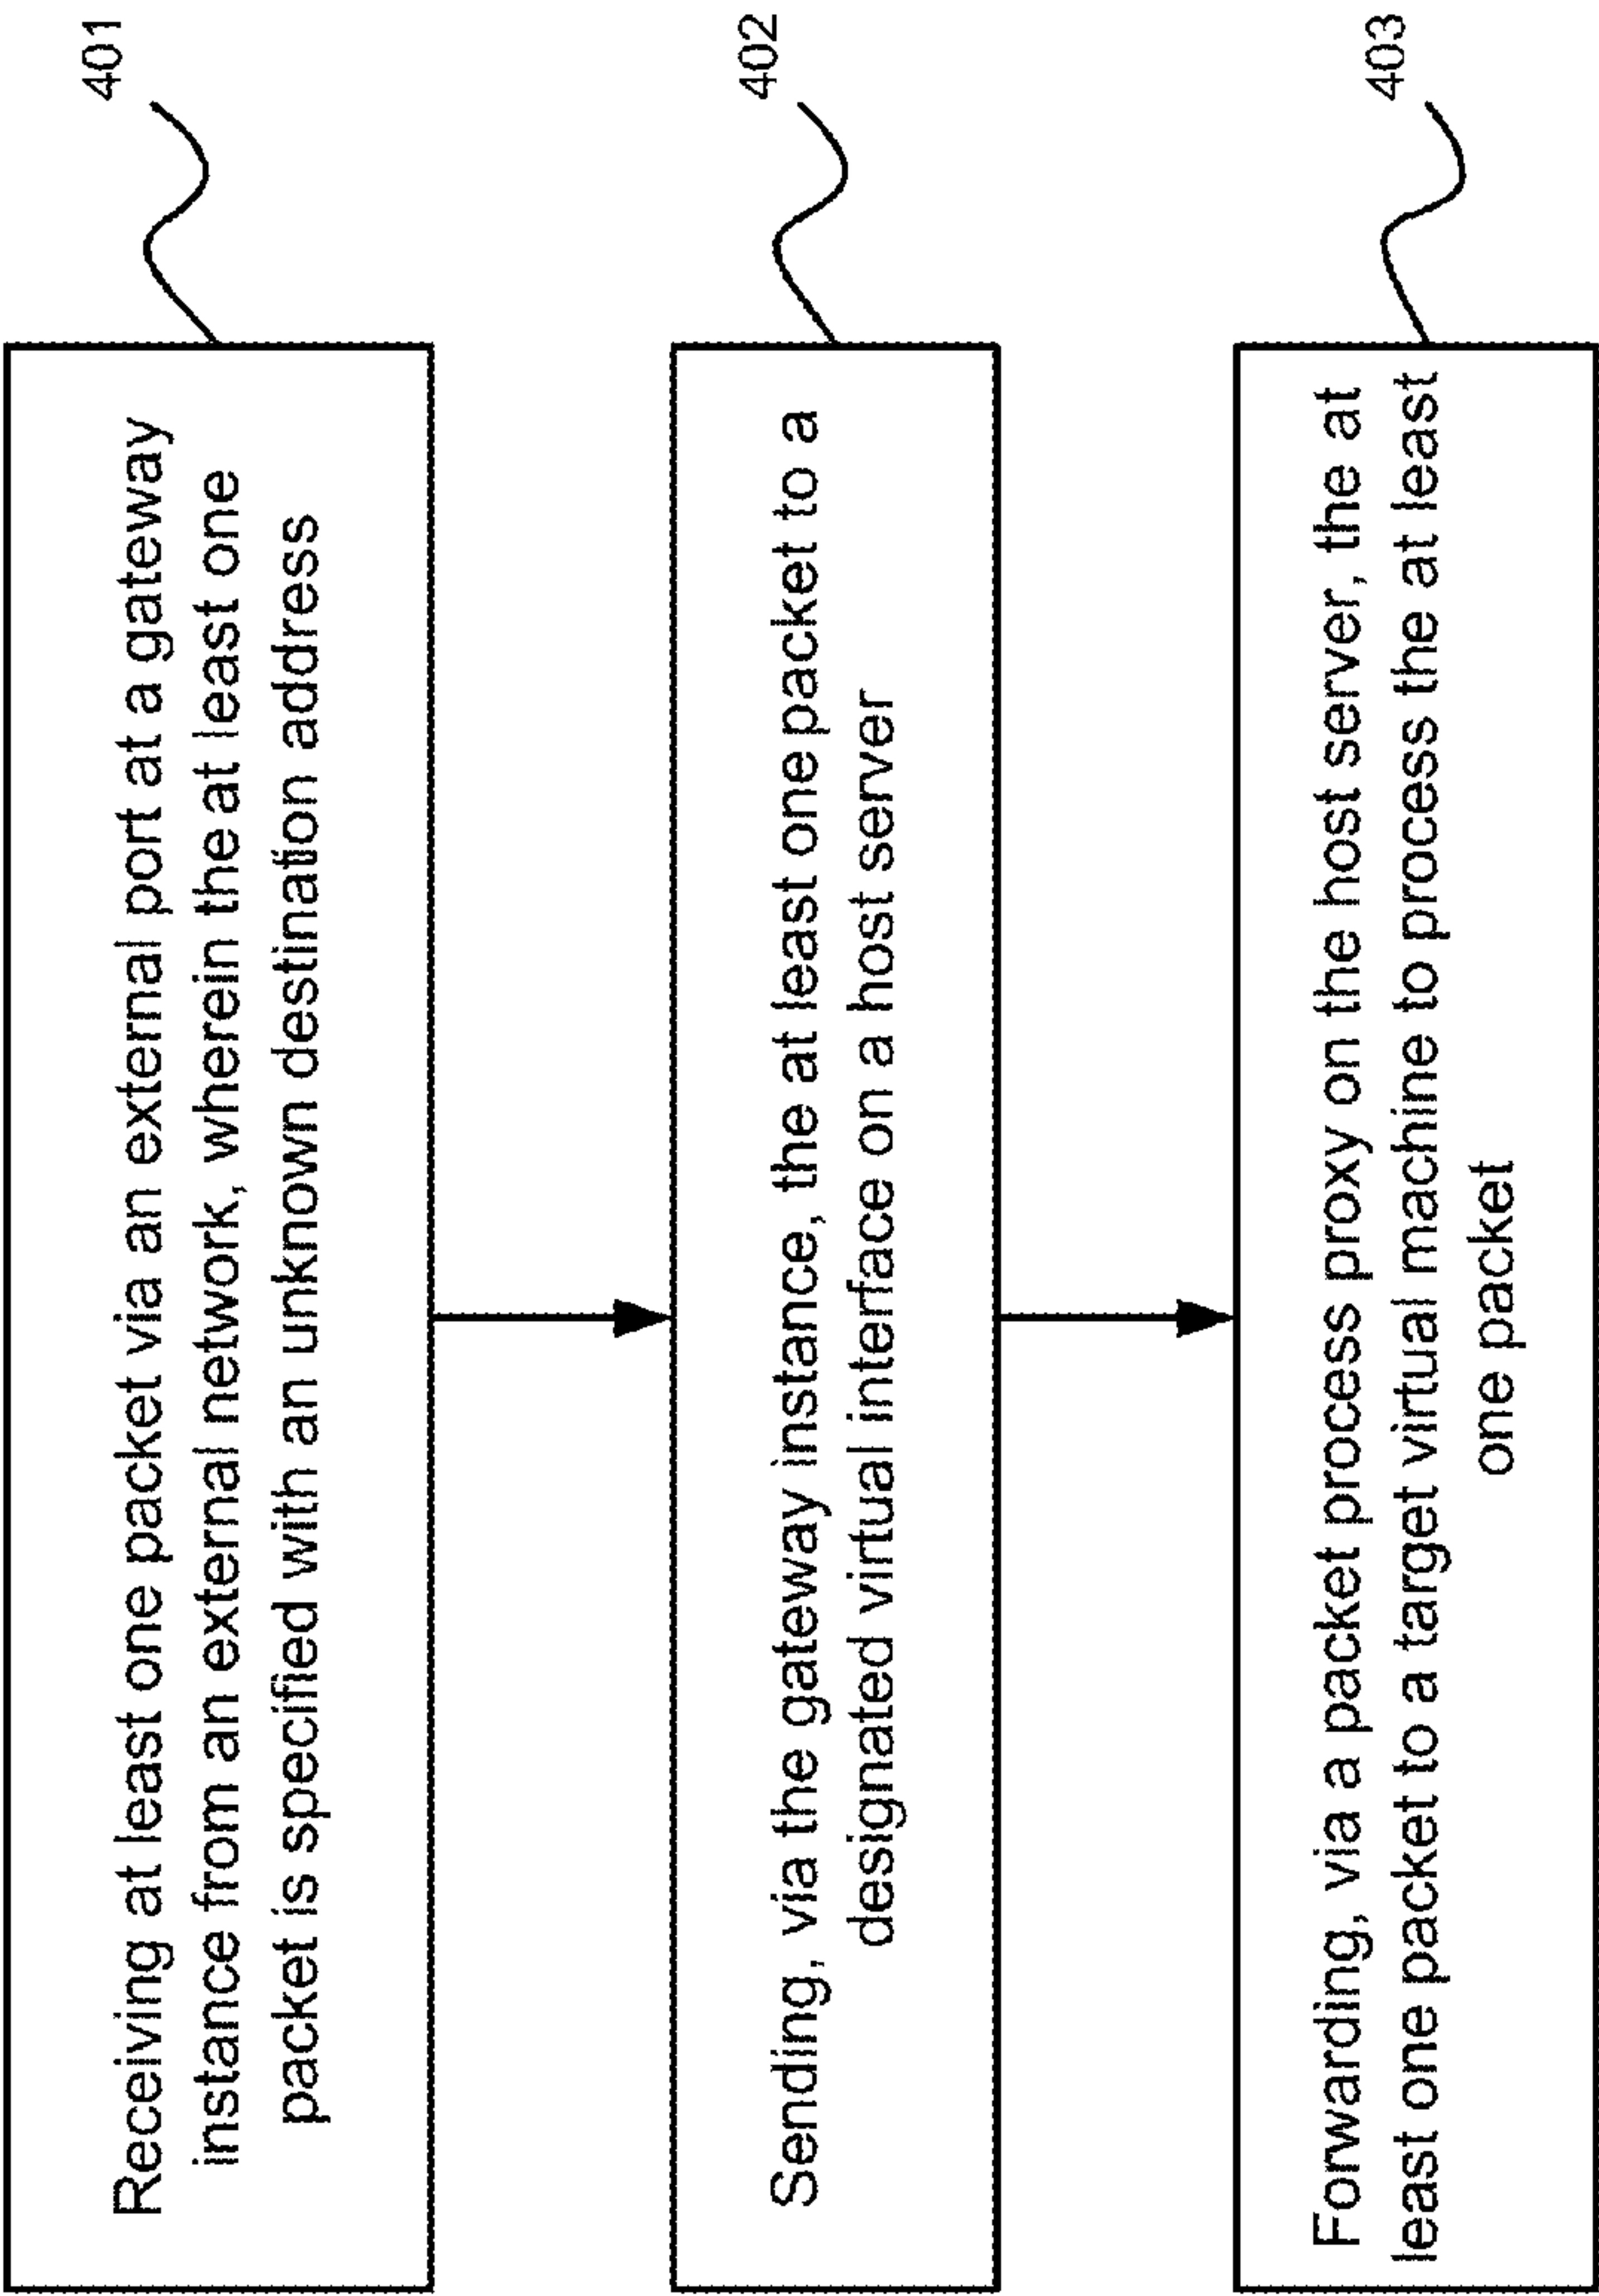 Receiving at least one packet via an external port at a gateway
instance from an external network, wherein the at least one
packet is specified with an unknown destination address
401
Sending, via the gateway instance, the at least one packet to a
designated virtual interface on a host server
402
Forwarding, via a packet process proxy on the host server, the at
least one packet to a target virtual machine to process the at least
one packet
403